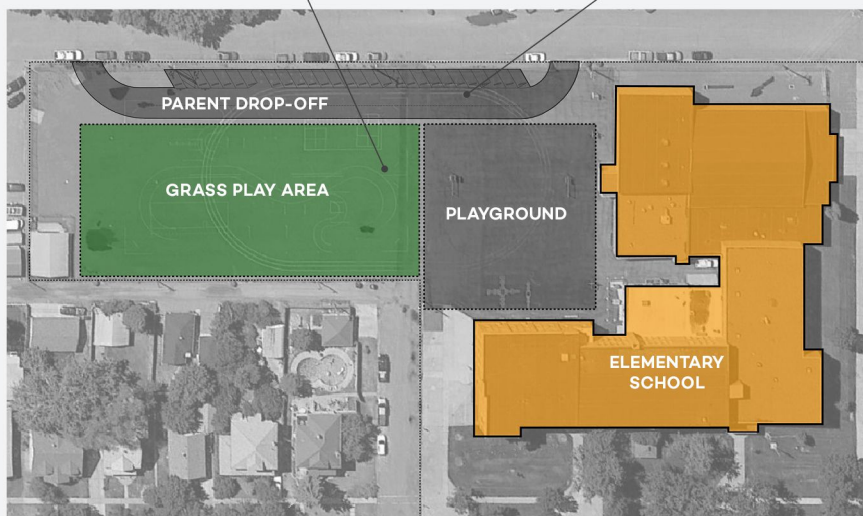 PARENT DROP-OFF
GRASS PLAY AREA
PLAYGROUND
ELEMENTARY
SCHOOL